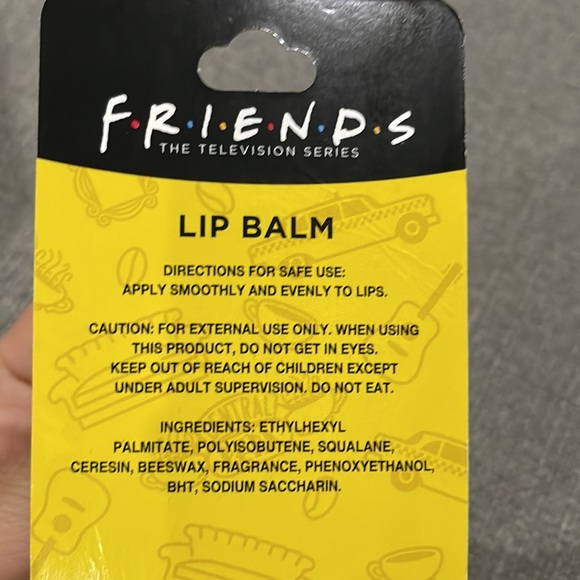 F·R·I·E·N·D·S
THE TELEVISION SERIES
LIP BALM
DIRECTIONS FOR SAFE USE:
APPLY SMOOTHLY AND EVENLY TO LIPS.
CAUTION: FOR EXTERNAL USE ONLY. WHEN USING
THIS PRODUCT, DO NOT GET IN EYES.
KEEP OUT OF REACH OF CHILDREN EXCEPT
UNDER ADULT SUPERVISION. DO NOT EAT.
INGREDIENTS: ETHYLHEXYL
PALMITATE, POLYISOBUTENE, SQUALANE,
CERESIN, BEESWAX, FRAGRANCE, PHENOXYETHANOL,
BHT, SODIUM SACCHARIN.